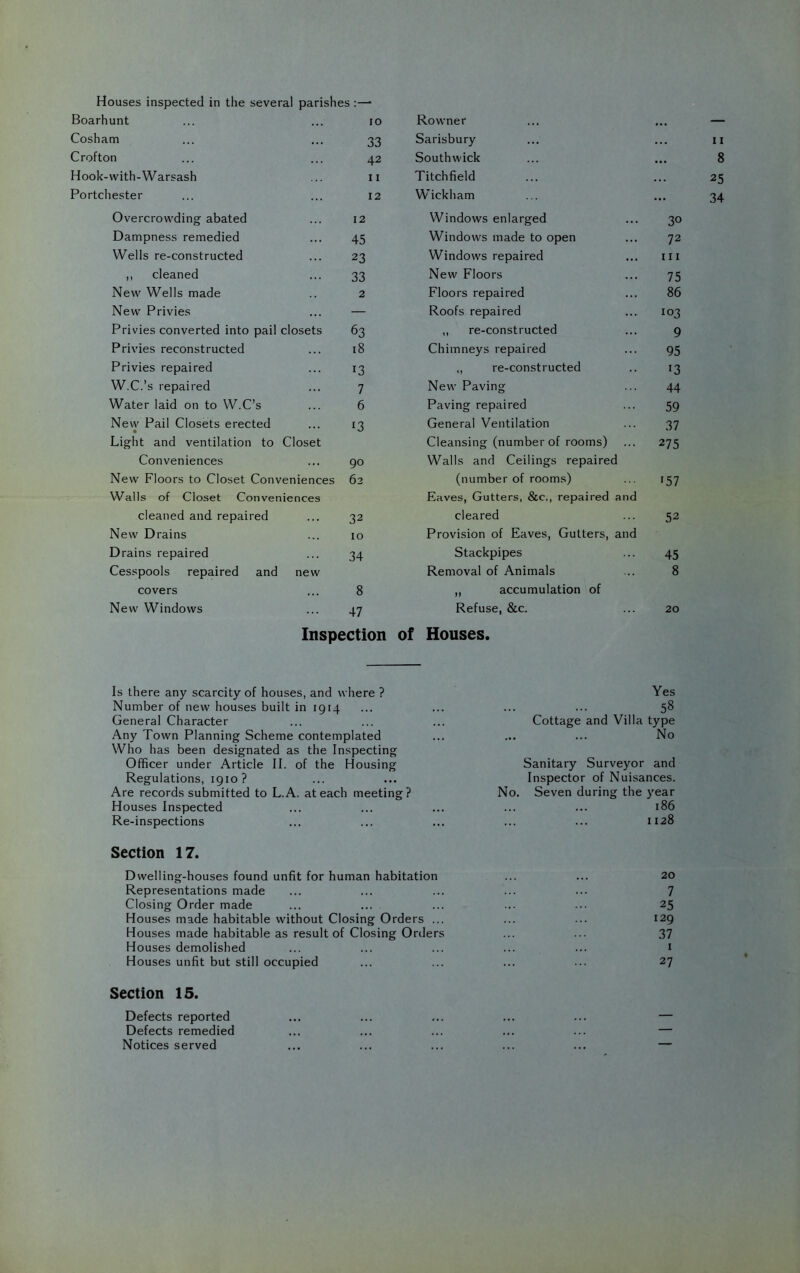 Houses inspected in the several parishes :—
Boarhunt ... ... 10 Rowner ... ... —
Cosham ... ... 33 Sarisbury ... ... 11
Crofton ... ... 42 Southwick ... ... 8
Hook-with-Warsash ... 11 Titchfield ... ... 25
Portchester ... ... 12 Wickham ... ... 34
Overcrowding abated ... 12
Dampness remedied ... 45
Wells re-constructed ... 23
,, cleaned ... 33
New Wells made .. 2
New Privies ... —
Privies converted into pail closets 63
Privies reconstructed ... 18
Privies repaired ... 13
W.C.'s repaired ... 7
Water laid on to W.C's ... 6
New Pail Closets erected ... 13
Light and ventilation to Closet
Conveniences ... 90
New Floors to Closet Conveniences 62
Walls of Closet Conveniences
cleaned and repaired ... 32
New Drains ... 10
Drains repaired ... 34
Cesspools repaired and new
covers ... 8
New Windows ... 47
Windows enlarged ... 30
Windows made to open ... 72
Windows repaired ... 111
New Floors ... 75
Floors repaired ... 86
Roofs repaired ... 103
,, re-constructed ... 9
Chimneys repaired ... 95
,, re-constructed .. 13
New Paving ... 44
Paving repaired ... 59
General Ventilation ... 37
Cleansing (number of rooms) ... 275
Walls and Ceilings repaired
(number of rooms) ... 157
Eaves, Gutters, &c., repaired and
cleared ... 52
Provision of Eaves, Gutters, and
Stackpipes ... 45
Removal of Animals .. 8
,, accumulation of
Refuse, &c. ... 20
Inspection of Houses.
Is there any scarcity of houses, and where ? Yes
Number of new houses built in 1914 ... ... ... ... 58
General Character ... ... ... Cottage and Villa type
Any Town Planning Scheme contemplated ... ... ... No
Who has been designated as the Inspecting
Officer under Article II. of the Housing Sanitary Surveyor and
Regulations, 1910 ? ... ... Inspector of Nuisances.
Are records submitted to L.A. at each meeting ? No. Seven during the year
Houses Inspected ... ... ... ... ... 186
Re-inspections ... ... ... ... ... 1128
Section 17.
Dwelling-houses found unfit for human habitation ... ... 20
Representations made ... ... ... ... ... 7
Closing Order made ... ... ... ... ... 25
Houses made habitable without Closing Orders ... ... ... 129
Houses made habitable as result of Closing Orders ... ... 37
Houses demolished ... ... ... ... ... 1
Houses unfit but still occupied ... ... ... ... 27
Section 15.
Defects reported ... ... ... ... ... —
Defects remedied ... ... ... ... ... —
Notices served ... ... ... ... ... —